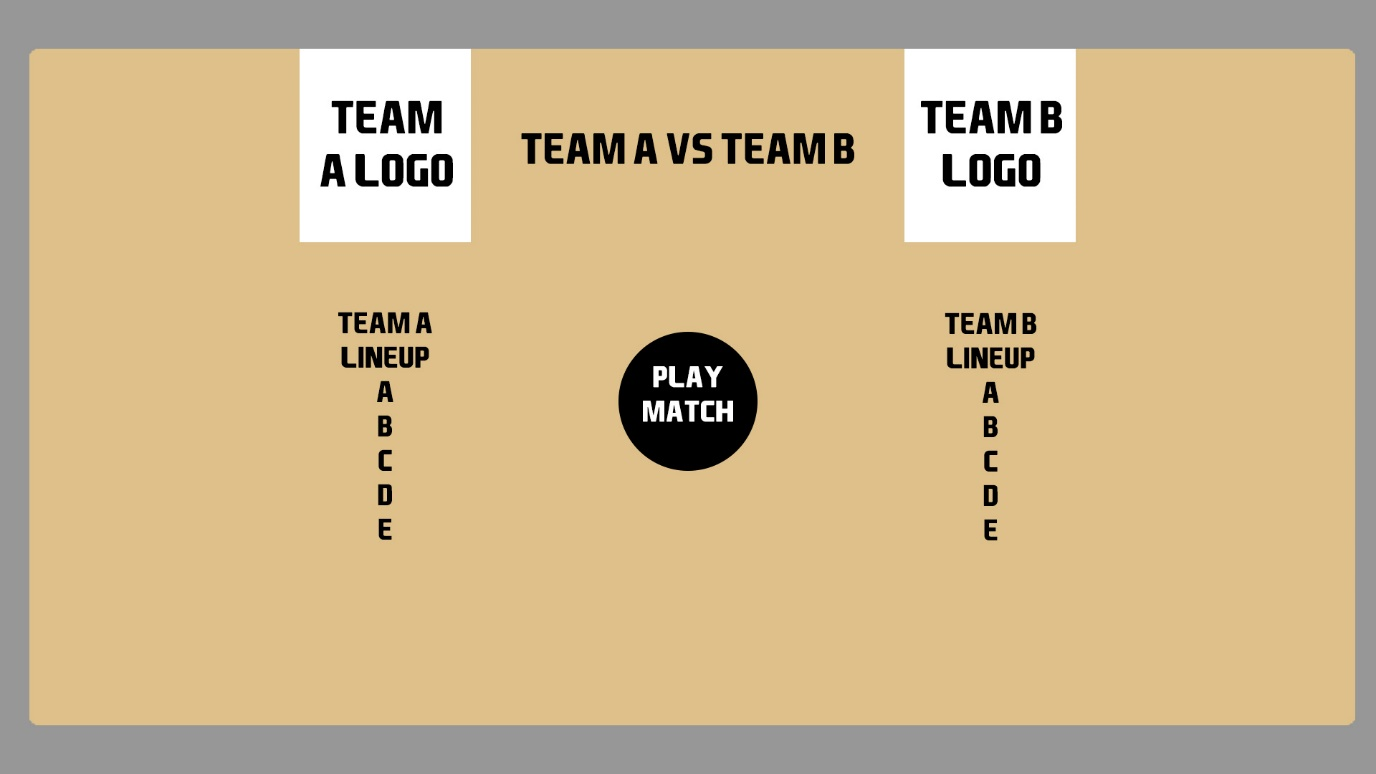 TEAM
A LOGO
TEAM A VS TEAM B
TEAM B
LOGO
TEAM A
LINEUP
A
B
C
D
E
PLAY
MATCH
TEAM B
LINEUP
A
B
C
D
E